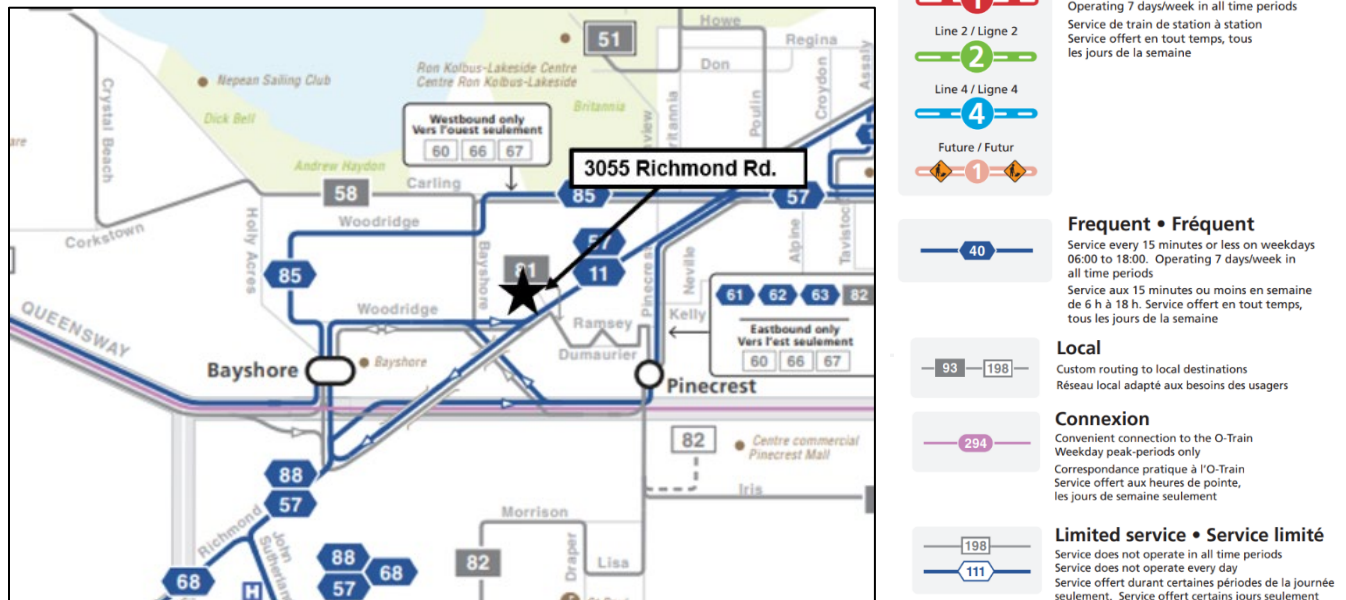 Howe
51
Regina
Don
Ron Kolbus-Lakeside Centre
Centre Ron Kolbus-Lakeside
Nepean Sailing Club
Crystal Beach
Croydon
Assaly
Dick Bell
Britannia
Poulin
Westbound only
Vers l'ouest seulement
60 66 67
3055 Richmond Rd.
Andrew Haydon
58
Carling
85
57
Woodridge
Corkstown
Holly Acres
Bayshore
57
Alpine
Tavistock
81
11
85
Pinecrest
Neville
61 62 63 82
Woodridge
Ramsey
Kelly
QUEENSWAY
Eastbound only
Vers l'est seulement
60 66 67
Dumaurier
Bayshore
Bayshore
Pinecrest
82
Centre commercial
Pinecrest Mall
88
57
Iris
Morrison
Richmond
John
Sutherland
88
68
57
82
Draper
Lisa
68
H
1
Operating 7 days/week in all time periods
Service de train de station à station
Service offert en tout temps, tous
les jours de la semaine
Line 2 / Ligne 2
2
Line 4 / Ligne 4
4
Future / Futur
1
Frequent • Fréquent
40
Service every 15 minutes or less on weekdays
06:00 to 18:00. Operating 7 days/week in
all time periods
Service aux 15 minutes ou moins en semaine
de 6 h à 18 h. Service offert en tout temps,
tous les jours de la semaine
Local
93 198
Custom routing to local destinations
Réseau local adapté aux besoins des usagers
Connexion
294
Convenient connection to the O-Train
Weekday peak-periods only
Correspondance pratique à l'O-Train
Service offert aux heures de pointe,
les jours de semaine seulement
Limited service • Service limité
198
111
Service does not operate in all time periods
Service does not operate every day
Service offert durant certaines périodes de la journée
seulement. Service offert certains jours seulement